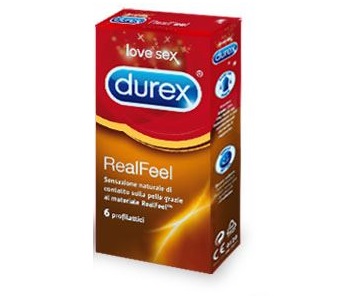 love sex
durex®
RealFeel
Sensazione naturale di
contatto sulla pelle grazie
al materiale RealFeel™
6 profilattici